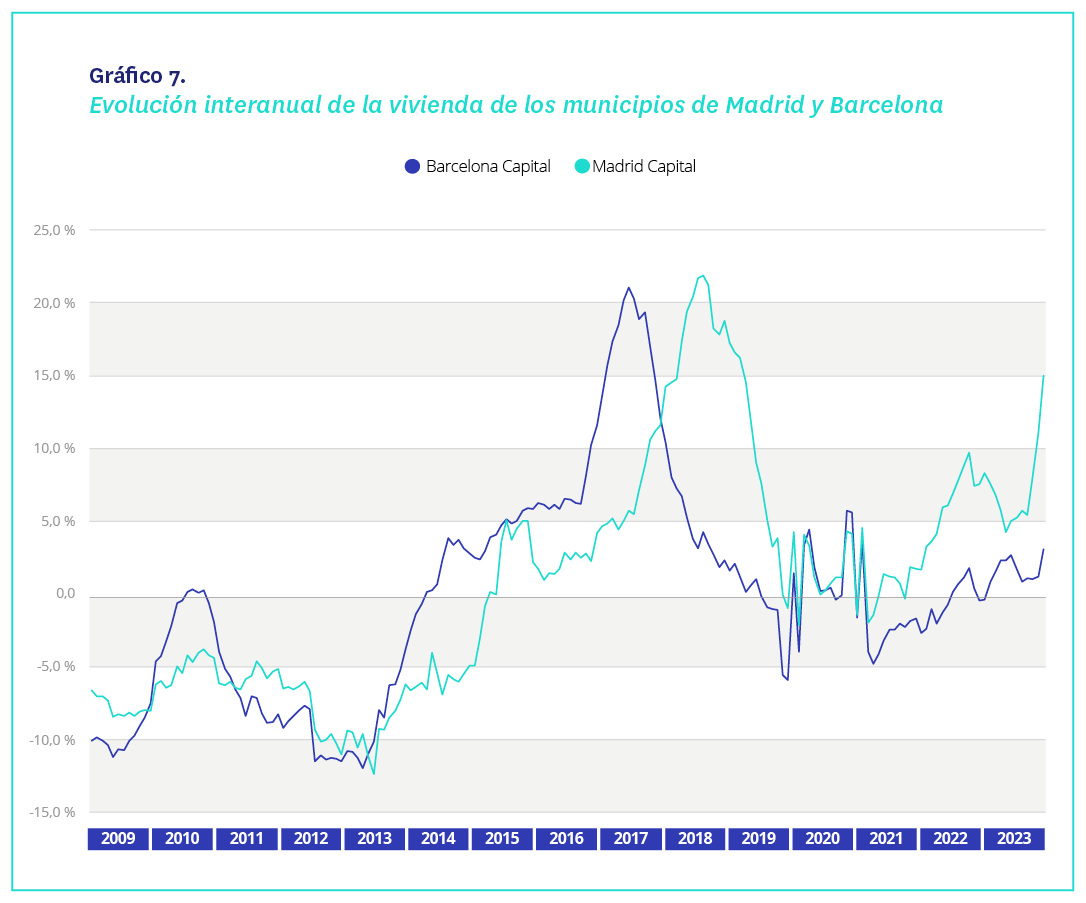 Gráfico 7.
Evolución interanual de la vivienda de los municipios de Madrid y Barcelona
Barcelona Capital Madrid Capital
25,0 %
20,0 %
15,0 %
10,0 %
5,0 %
0,0
-5,0 %
-10,0 %
-15,0 %
2009 2010 2011 2012 2013 2014 2015 2016 2017 2018 2019 2020 2021 2022 2023